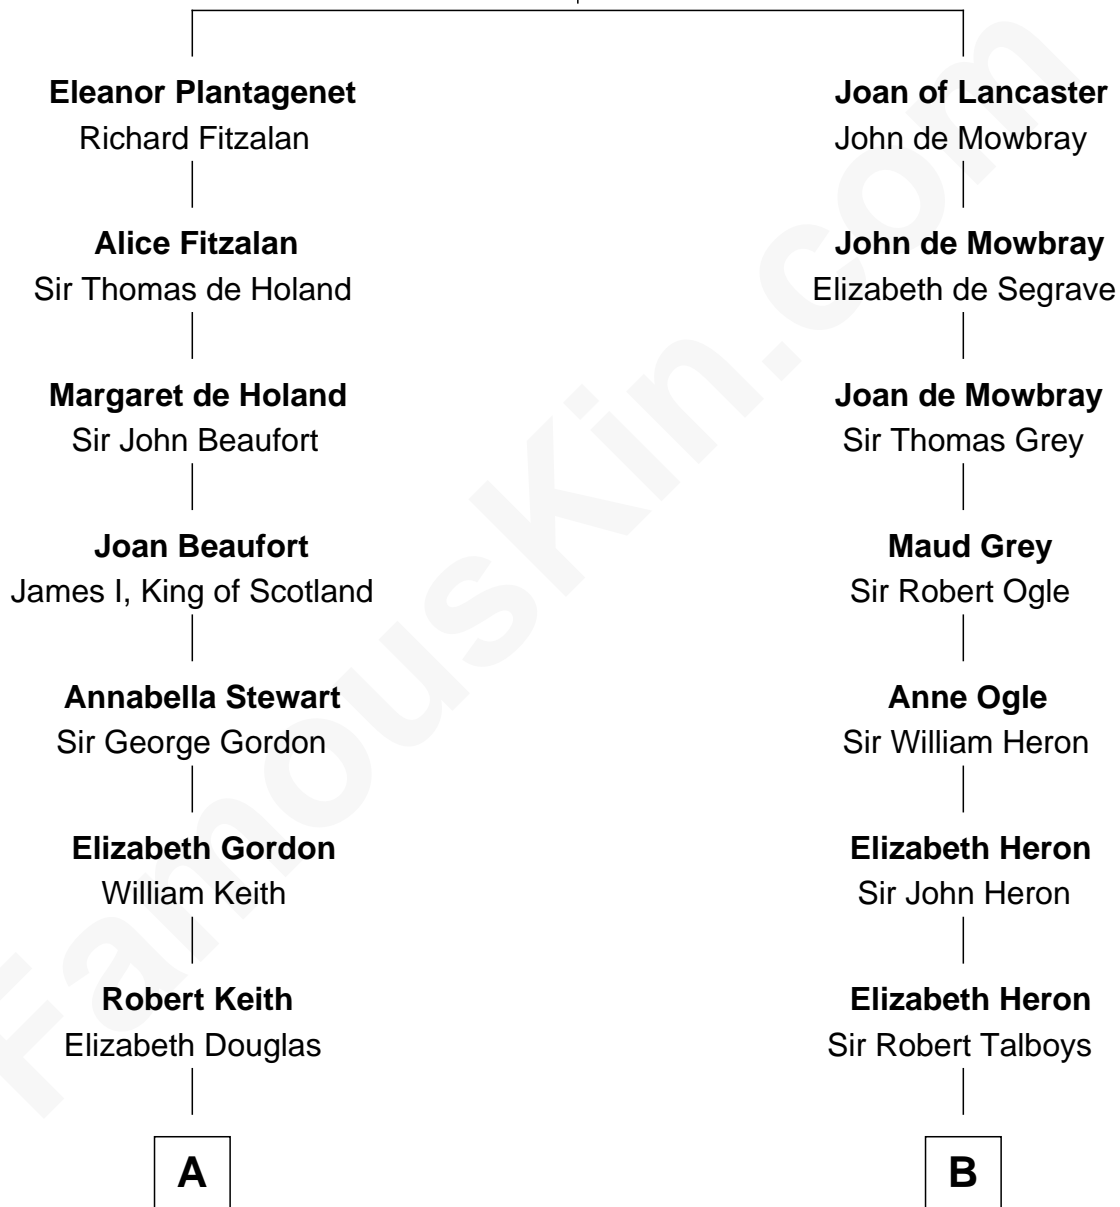 Eleanor Plantagenet
Richard Fitzalan
Alice Fitzalan
Sir Thomas de Holand
Margaret de Holand
Sir John Beaufort
Joan Beaufort
James I, King of Scotland
Annabella Stewart
Sir George Gordon
Elizabeth Gordon
William Keith
Robert Keith
Elizabeth Douglas
A
Joan of Lancaster
John de Mowbray
John de Mowbray
Elizabeth de Segrave
Joan de Mowbray
Sir Thomas Grey
Maud Grey
Sir Robert Ogle
Anne Ogle
Sir William Heron
Elizabeth Heron
Sir John Heron
Elizabeth Heron
Sir Robert Talboys
B
FamousKin.com